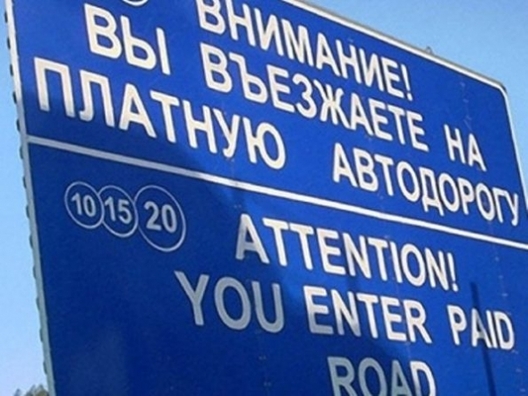 ВНИМАНИЕ!
ВЫ ВЪЕЗЖАЕТЕ НА
ПЛАТНУЮ АВТОДОРОГУ
10 15 20 ATTENTION!
YOU ENTER PAID
ROAD